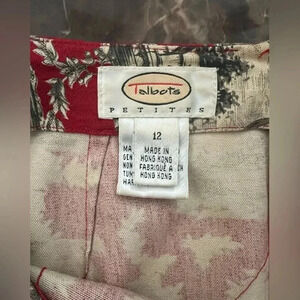 Talbots
PETITES
12
MADE IN
HONG KONG
FABRIQUÉ A
HONG KONG